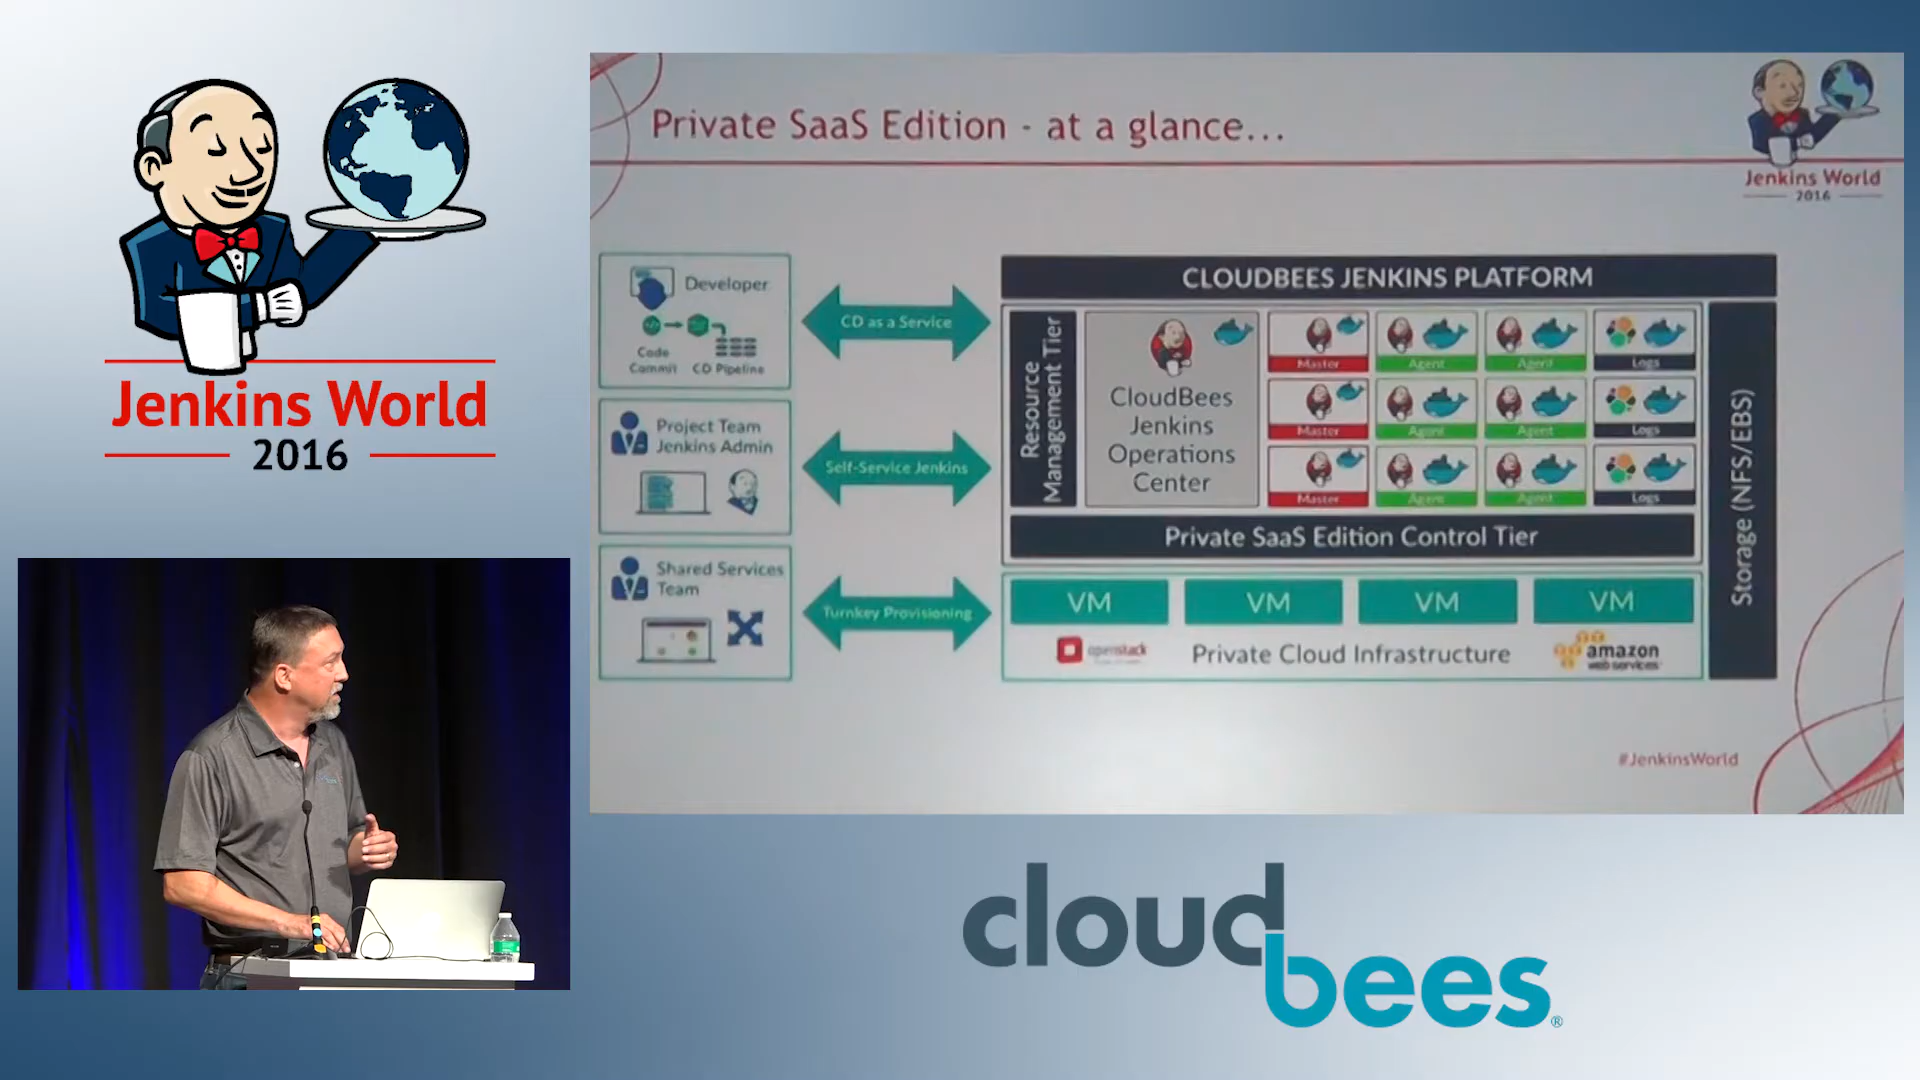 Jenkins World
2016
Private SaaS Edition - at a glance...
Jenkins World
2016
Developer
Code
Commit
CD Pipeline
Project Team
Jenkins Admin
Shared Services
Team
CD as a Service
Self-Service Jenkins
Turnkey Provisioning
CLOUDBEES JENKINS PLATFORM
Resource
Management Tier
CloudBees
Jenkins
Operations
Center
Master Agent Agent Logs
Master Agent Agent Logs
Master Agent Agent Logs
Private SaaS Edition Control Tier
VM VM VM VM
openstack
Private Cloud Infrastructure
amazon
web services
Storage (NFS/EBS)
#JenkinsWorld
cloud
bees®